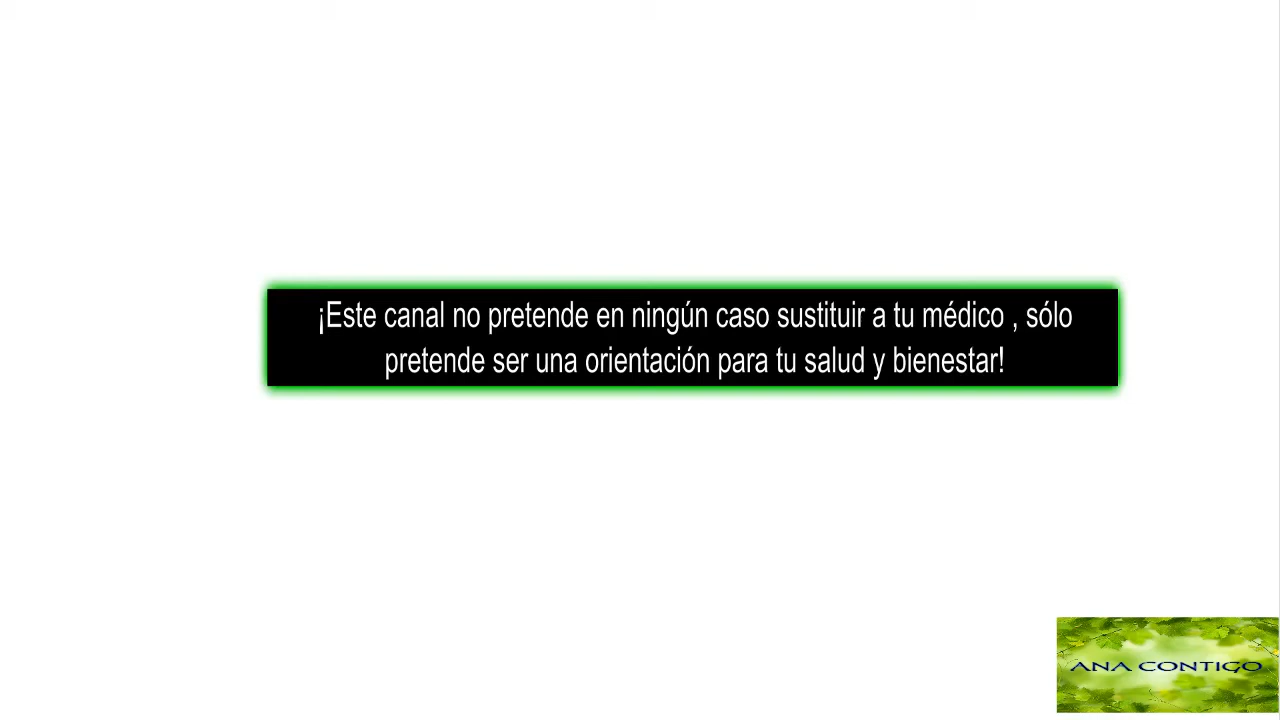 ¡Este canal no pretende en ningún caso sustituir a tu médico , sólo
pretende ser una orientación para tu salud y bienestar!
ANA CONTIGO